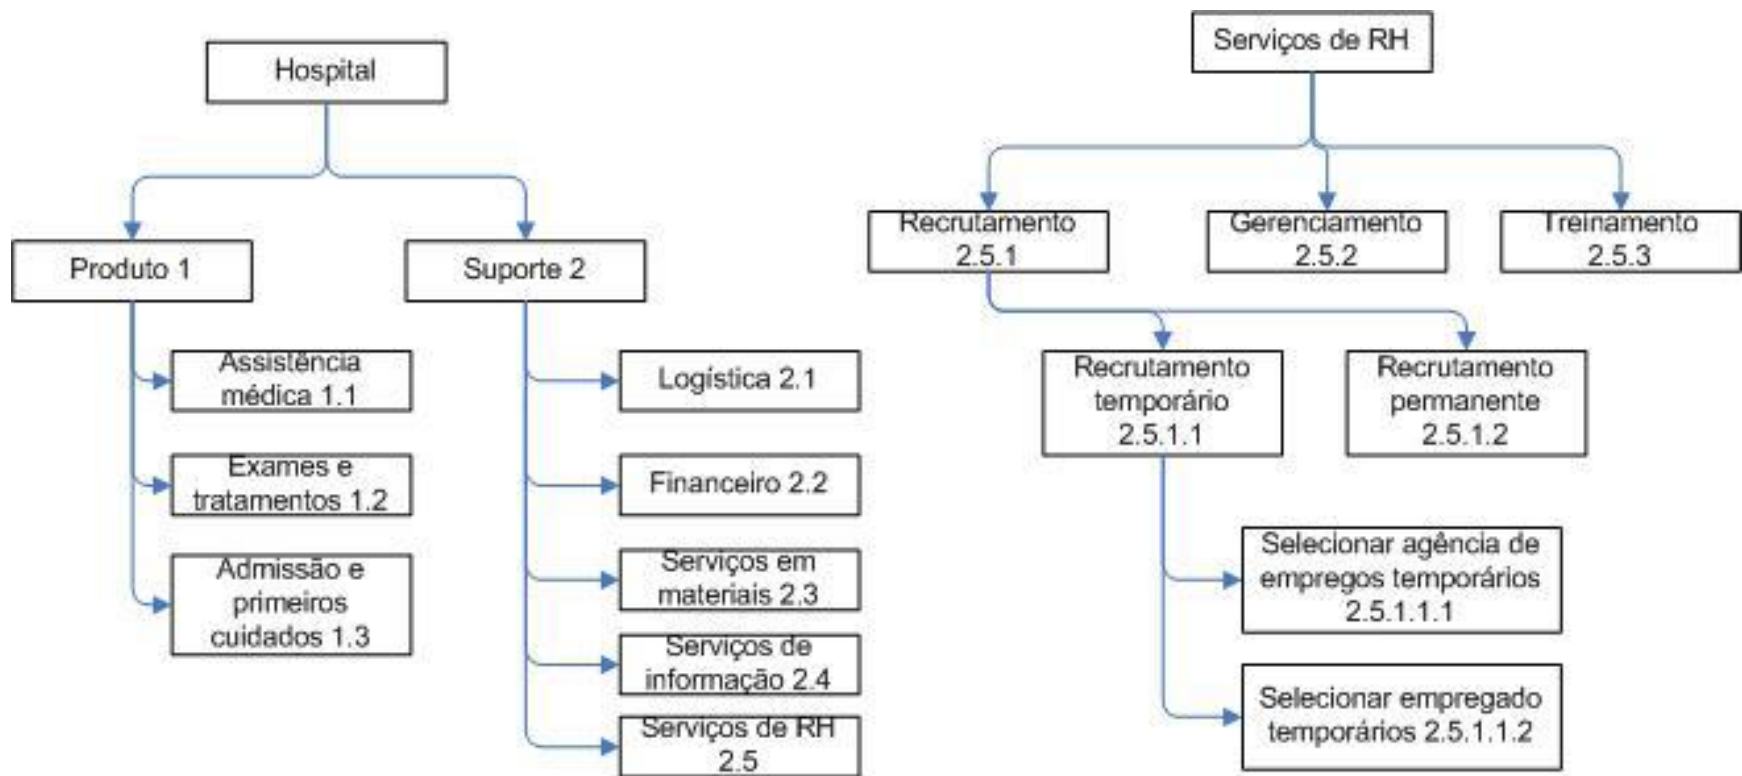 Hospital
Produto 1
Suporte 2
Assistência
médica 1.1
Exames e
tratamentos 1.2
Admissão e
primeiros
cuidados 1.3
Logística 2.1
Financeiro 2.2
Serviços em
materiais 2.3
Serviços de
informação 2.4
Serviços de RH
2.5
Serviços de RH
Recrutamento
2.5.1
Gerenciamento
2.5.2
Treinamento
2.5.3
Recrutamento
temporário
2.5.1.1
Recrutamento
permanente
2.5.1.2
Selecionar agência de
empregos temporários
2.5.1.1.1
Selecionar empregado
temporários 2.5.1.1.2